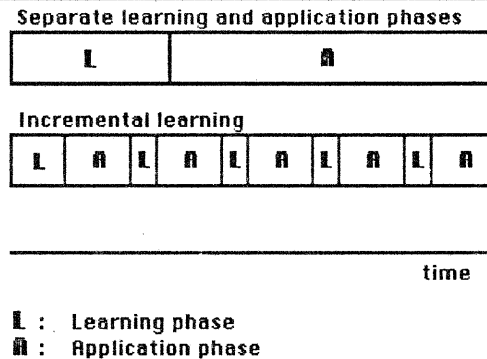 Separate learning and application phases
L A
Incremental learning
L A L A L A L A L A
time
L : Learning phase
A : Application phase